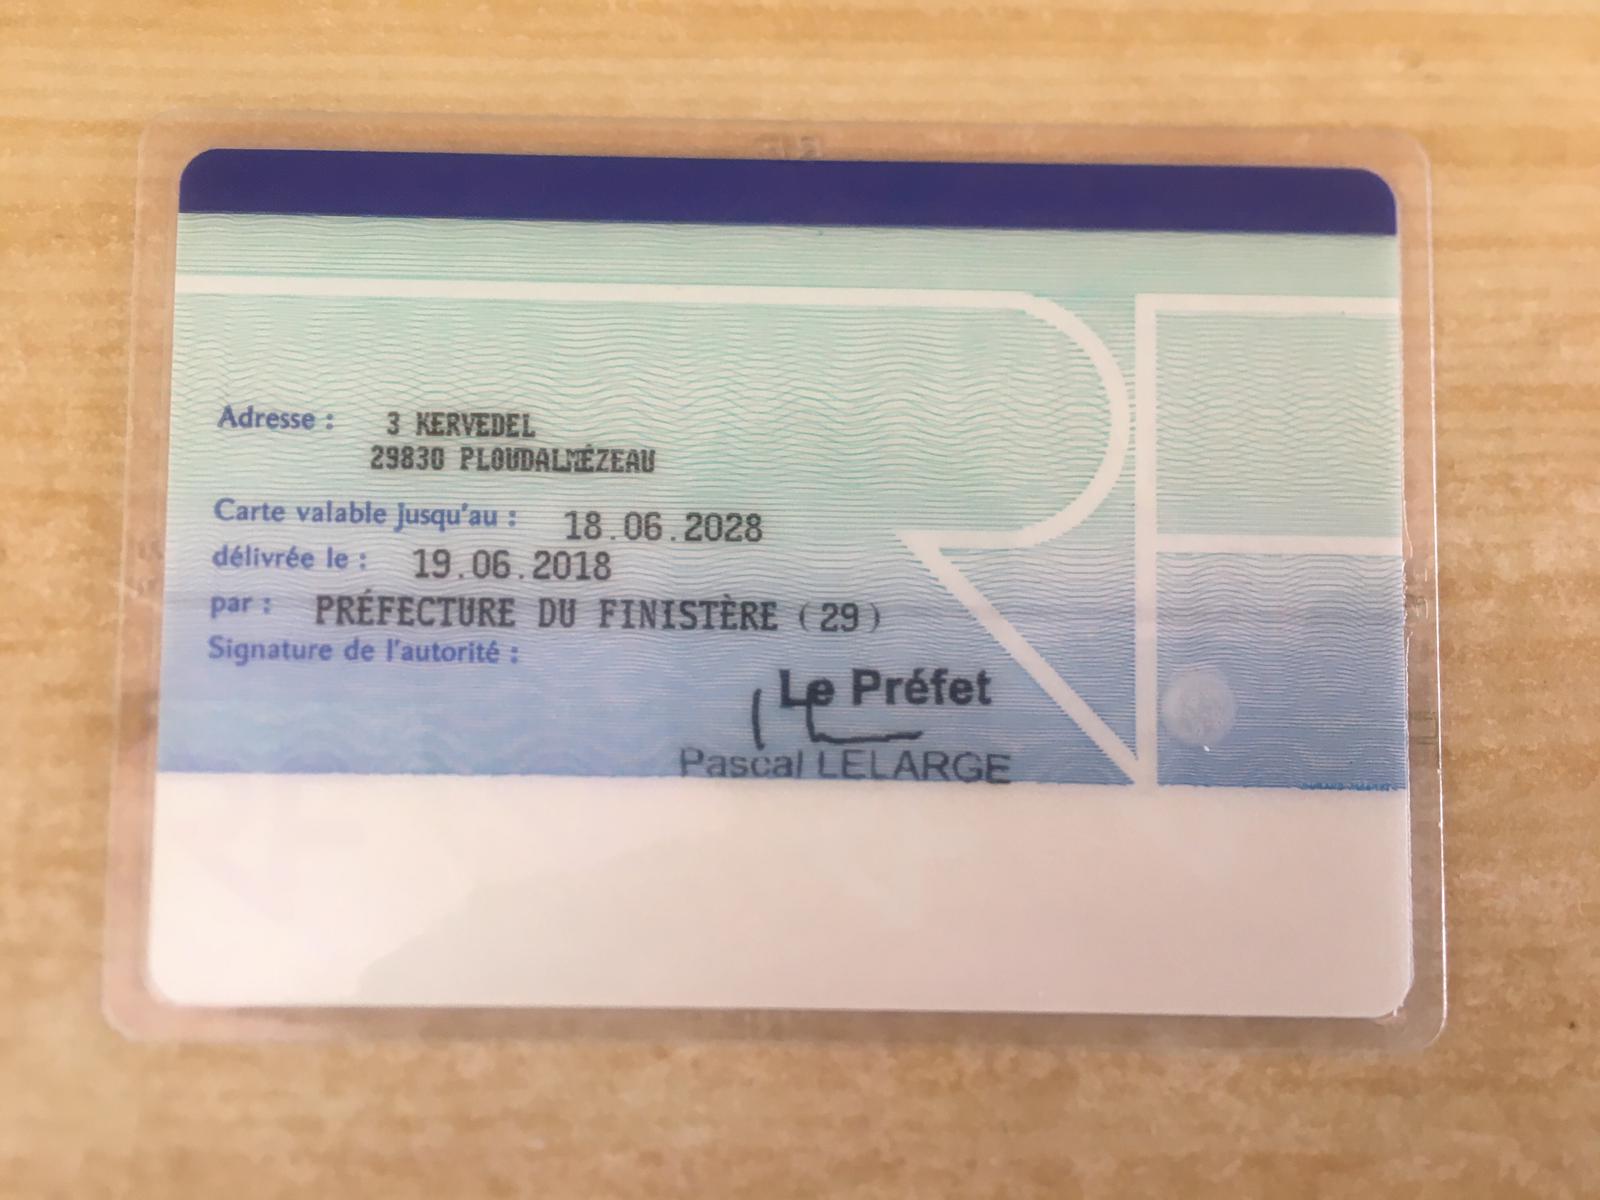 Adresse : 3 KERVEDEL
29830 PLOUDALMÉZEAU
Carte valable jusqu'au : 18.06.2028
délivrée le : 19.06.2018
par : PRÉFECTURE DU FINISTÈRE (29)
Signature de l'autorité :
Le Préfet
Pascal LELARGE
RF